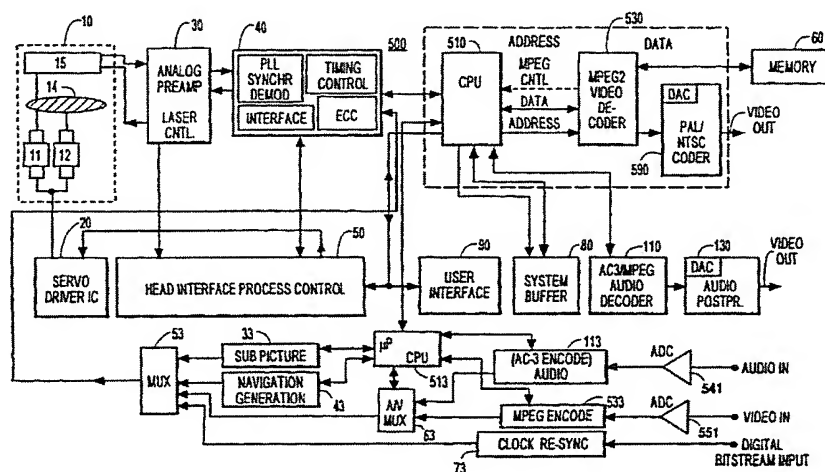 10
15
14
11
12
20
SERVO
DRIVER IC
30
ANALOG
PREAMP
LASER
CNTL.
40
PLL
SYNCHR
DEMOD
TIMING
CONTROL
INTERFACE
ECC
50
HEAD INTERFACE PROCESS CONTROL
500
510
CPU
ADDRESS
MPEG
CNTL
DATA
ADDRESS
530
MPEG2
VIDEO DE-
CODER
DATA
60
MEMORY
DAC
PAL/
NTSC
CODER
590
VIDEO
OUT
90
USER
INTERFACE
80
SYSTEM
BUFFER
110
AC3/MPEG
AUDIO
DECODER
130
DAC
AUDIO
POSTPR.
VIDEO
OUT
53
MUX
33
SUB PICTURE
NAVIGATION
GENERATION
43
μP
CPU
513
A/V
MUX
63
113
(AC-3 ENCODE)
AUDIO
ADC
541
AUDIO IN
533
MPEG ENCODE
ADC
551
VIDEO IN
CLOCK RE-SYNC
73
DIGITAL
BITSTREAM INPUT